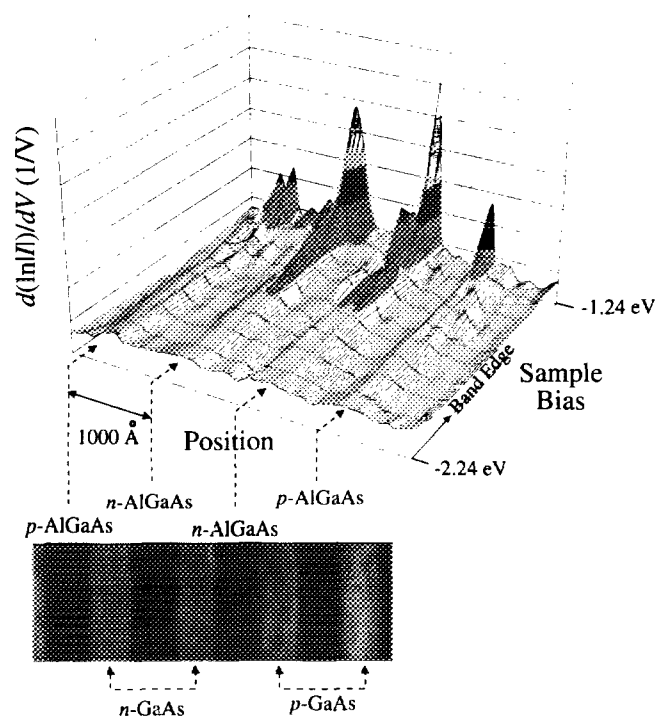 d(ln|I|)/dV (1/V)
-1.24 eV
Band Edge
Sample
Bias
1000 Å
Position
-2.24 eV
n-AlGaAs
p-AlGaAs
p-AlGaAs
n-AlGaAs
n-GaAs
p-GaAs